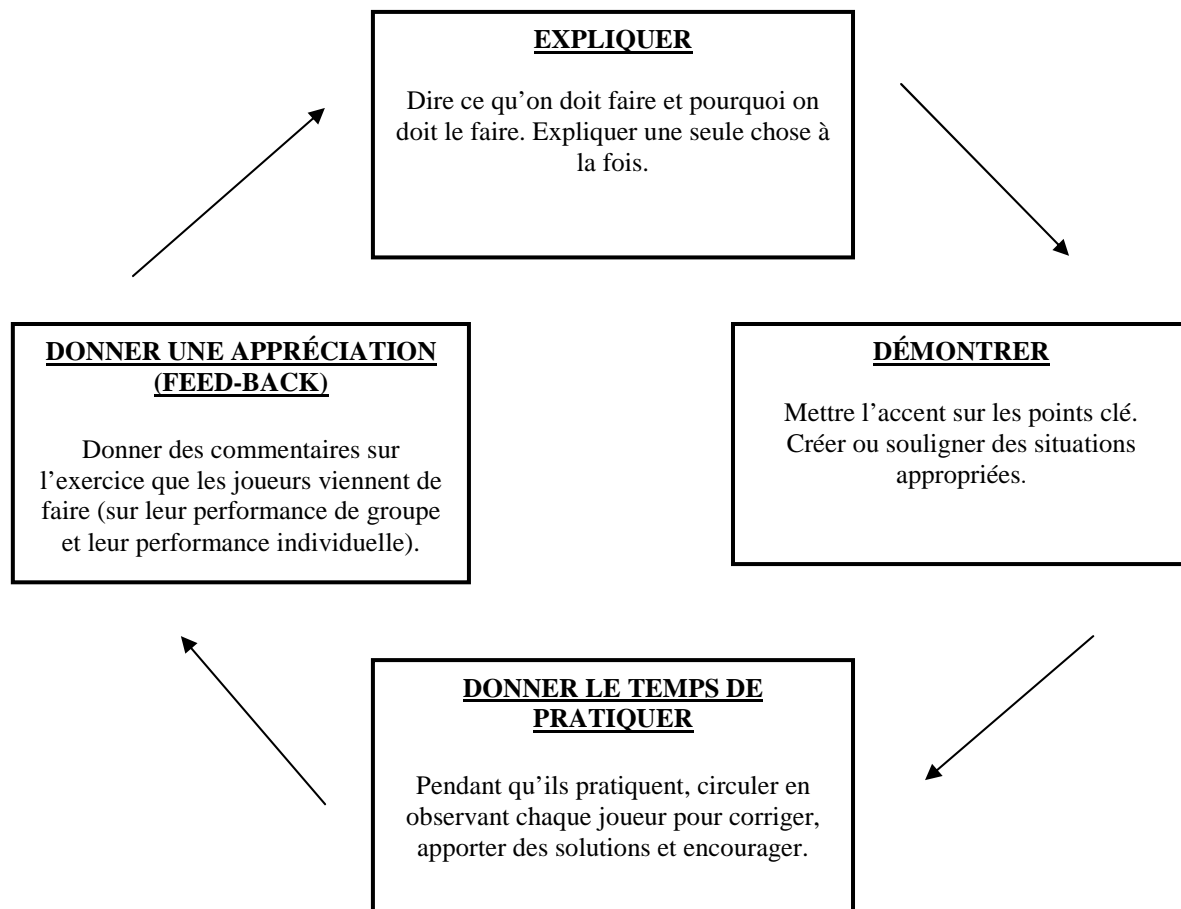 EXPLIQUER
Dire ce qu’on doit faire et pourquoi on
doit le faire. Expliquer une seule chose à
la fois.
DÉMONTRER
Mettre l’accent sur les points clé.
Créer ou souligner des situations
appropriées.
DONNER LE TEMPS DE
PRATIQUER
Pendant qu’ils pratiquent, circuler en
observant chaque joueur pour corriger,
apporter des solutions et encourager.
DONNER UNE APPRÉCIATION
(FEED-BACK)
Donner des commentaires sur
l’exercice que les joueurs viennent de
faire (sur leur performance de groupe
et leur performance individuelle).